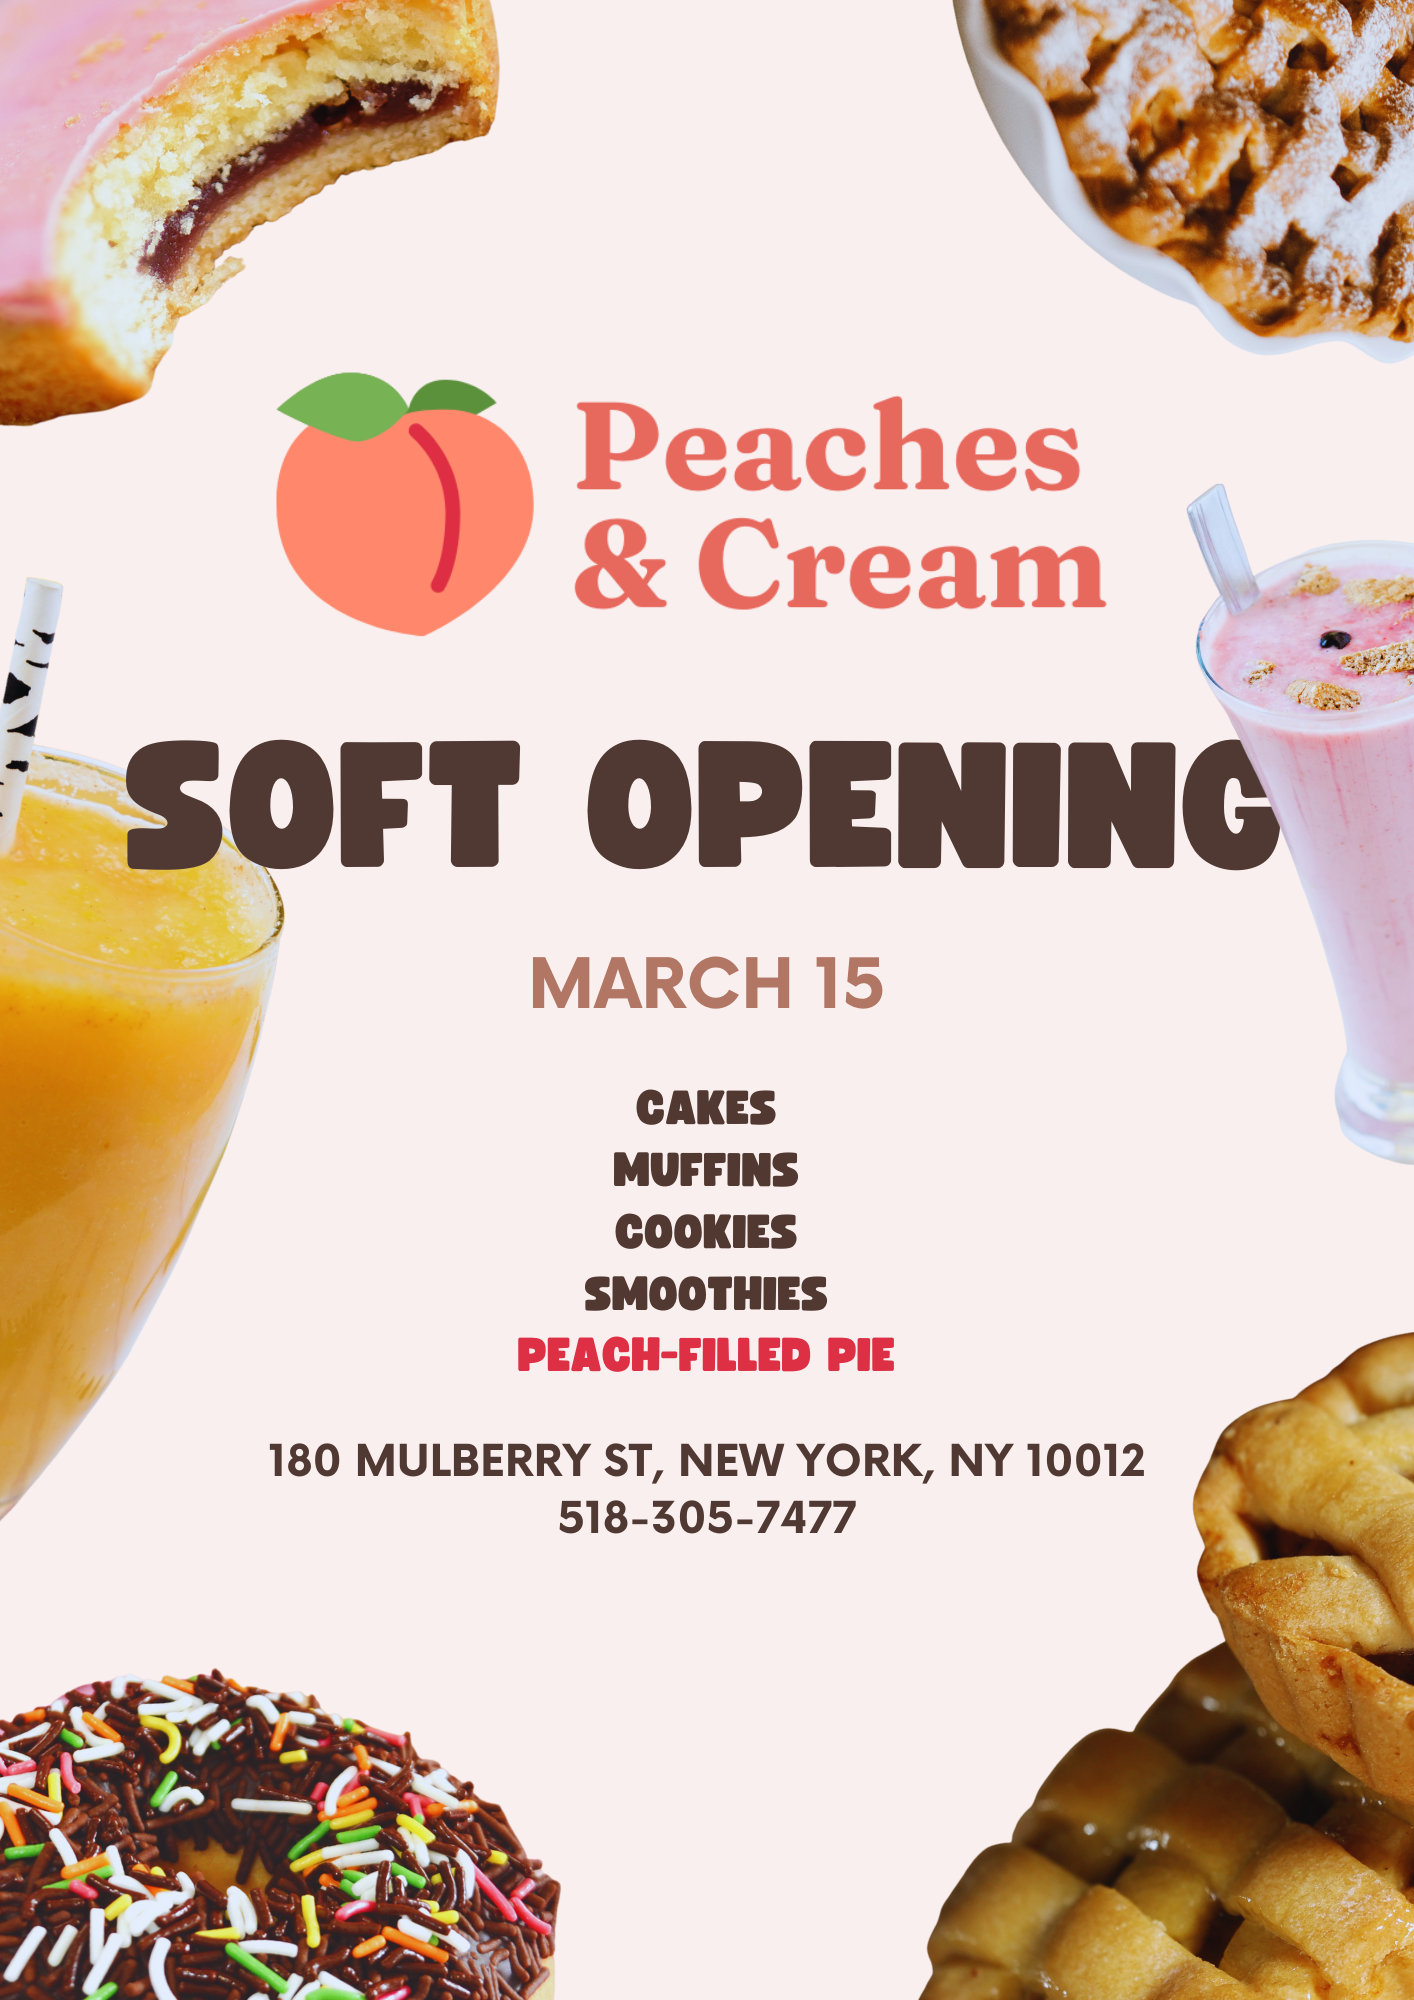 Peaches
& Cream
SOFT OPENING
MARCH 15
CAKES
MUFFINS
COOKIES
SMOOTHIES
PEACH-FILLED PIE
180 MULBERRY ST, NEW YORK, NY 10012
518-305-7477